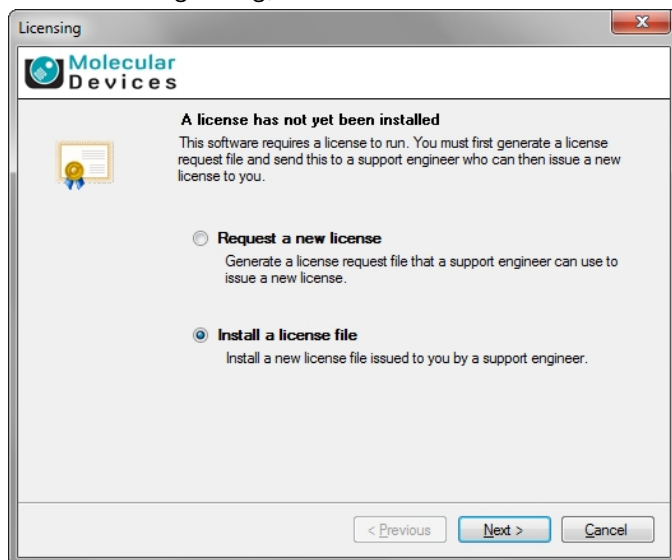 Licensing
Molecular
Devices
A license has not yet been installed
This software requires a license to run. You must first generate a license
request file and send this to a support engineer who can then issue a new
license to you.
Request a new license
Generate a license request file that a support engineer can use to
issue a new license.
Install a license file
Install a new license file issued to you by a support engineer.
< Previous
Next >
Cancel